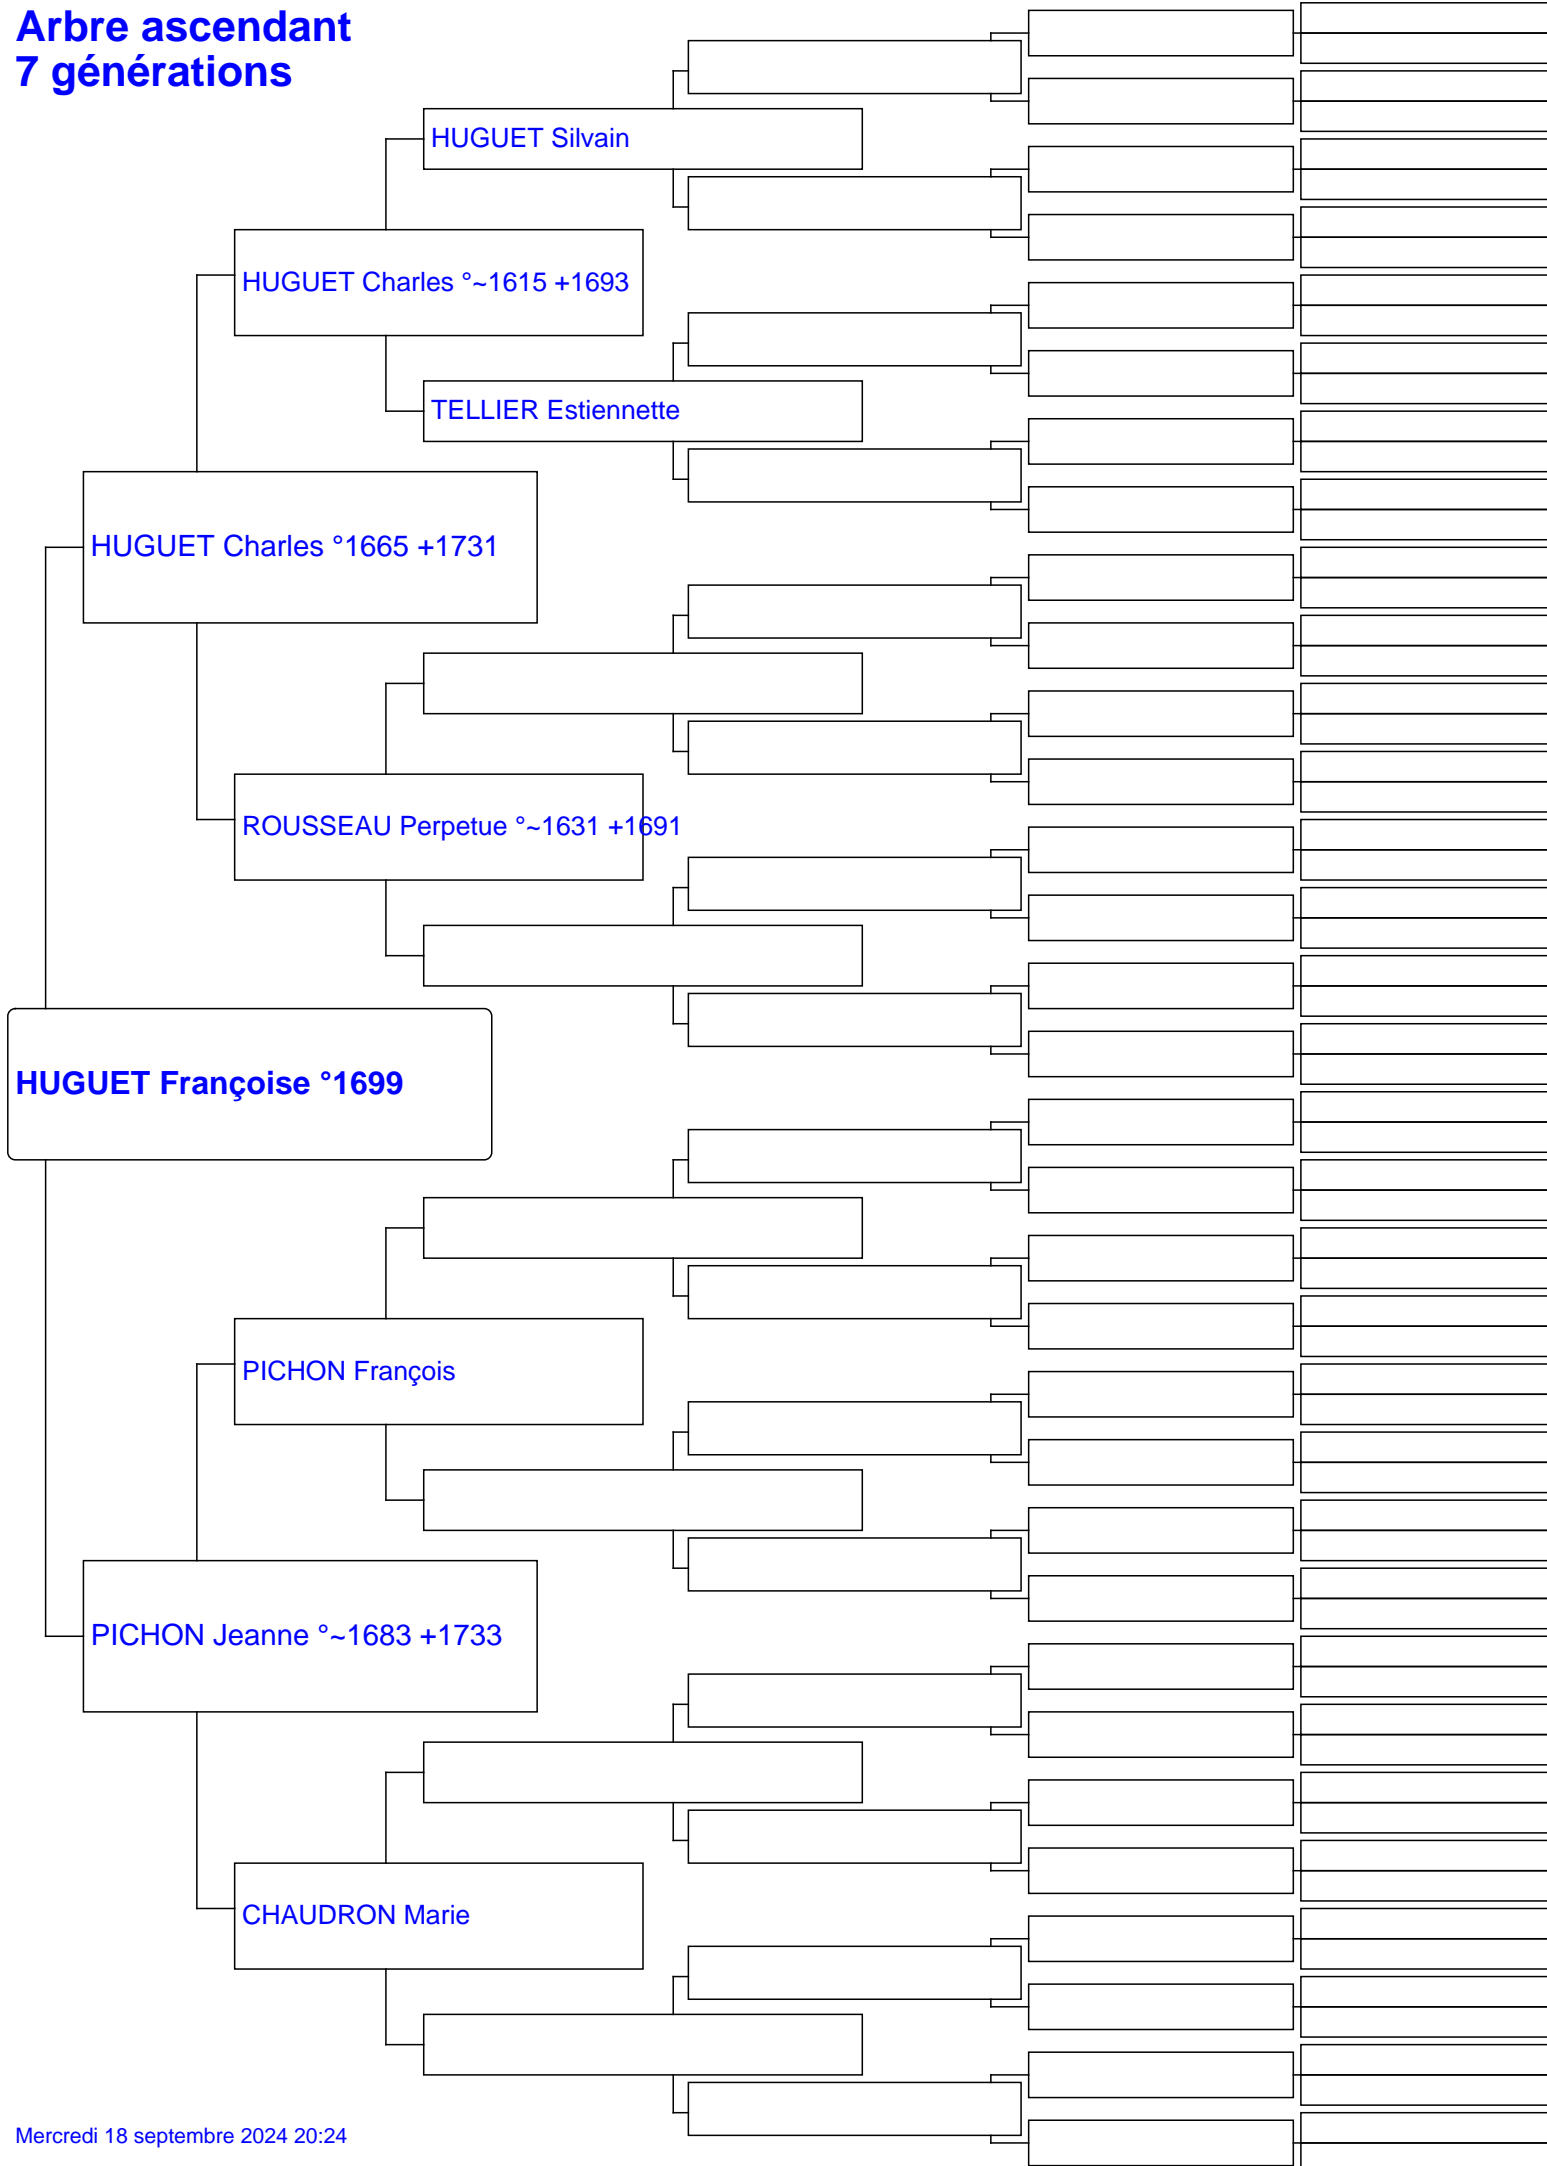 Arbre ascendant
7 générations
HUGUET Silvain
HUGUET Charles °~1615 +1693
TELLIER Estiennette
HUGUET Charles °1665 +1731
ROUSSEAU Perpetue °~1631 +1691
HUGUET Françoise °1699
PICHON François
PICHON Jeanne °~1683 +1733
CHAUDRON Marie
Mercredi 18 septembre 2024 20:24